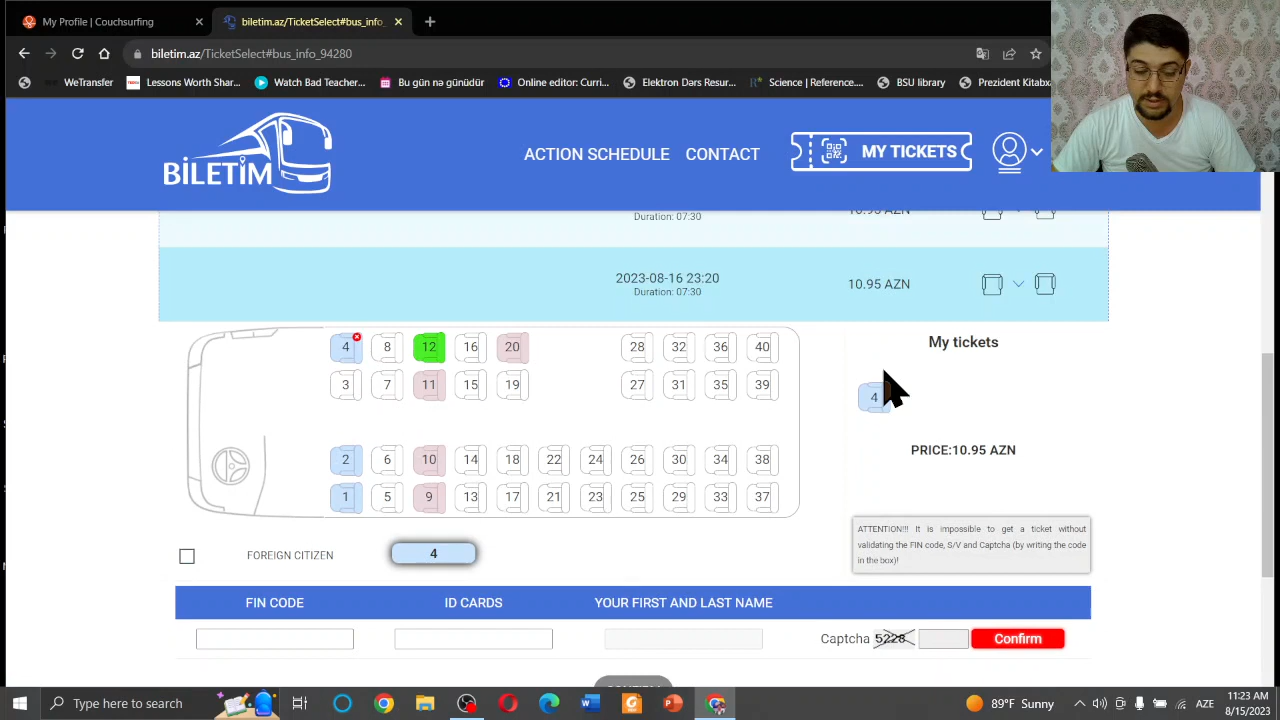 My Profile | Couchsurfing
biletim.az/TicketSelect#bus_info_
biletim.az/TicketSelect#bus_info_94280
WeTransfer
Lessons Worth Shar...
Watch Bad Teacher...
Bu gün nə günüdür
Online editor: Curri...
Elektron Dars Resur...
Science | Reference....
BSU library
Prezident Kitabx
BİLETİM
ACTION SCHEDULE
CONTACT
MY TICKETS
Duration: 07:30
10.95 AZN
2023-08-16 23:20
Duration: 07:30
10.95 AZN
4 8 12 16 20 28 32 36 40
3 7 11 15 19 27 31 35 39
2 6 10 14 18 22 24 26 30 34 38
1 5 9 13 17 21 23 25 29 33 37
My tickets
4
PRICE:10.95 AZN
ATTENTION!!! It is impossible to get a ticket without
validating the FIN code, S/V and Captcha (by writing the code
in the box)!
FOREIGN CITIZEN
4
FIN CODE
ID CARDS
YOUR FIRST AND LAST NAME
Captcha 5228
Confirm
Type here to search
89°F Sunny
AZE
11:23 AM
8/15/2023